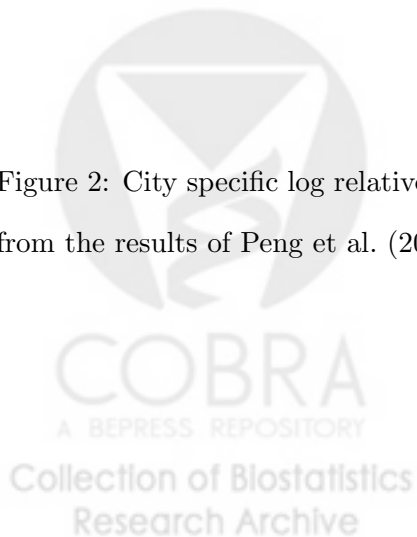 Figure 2: City specific log relative
from the results of Peng et al. (20
COBRA
A BEPRESS REPOSITORY
Collection of Biostatistics
Research Archive